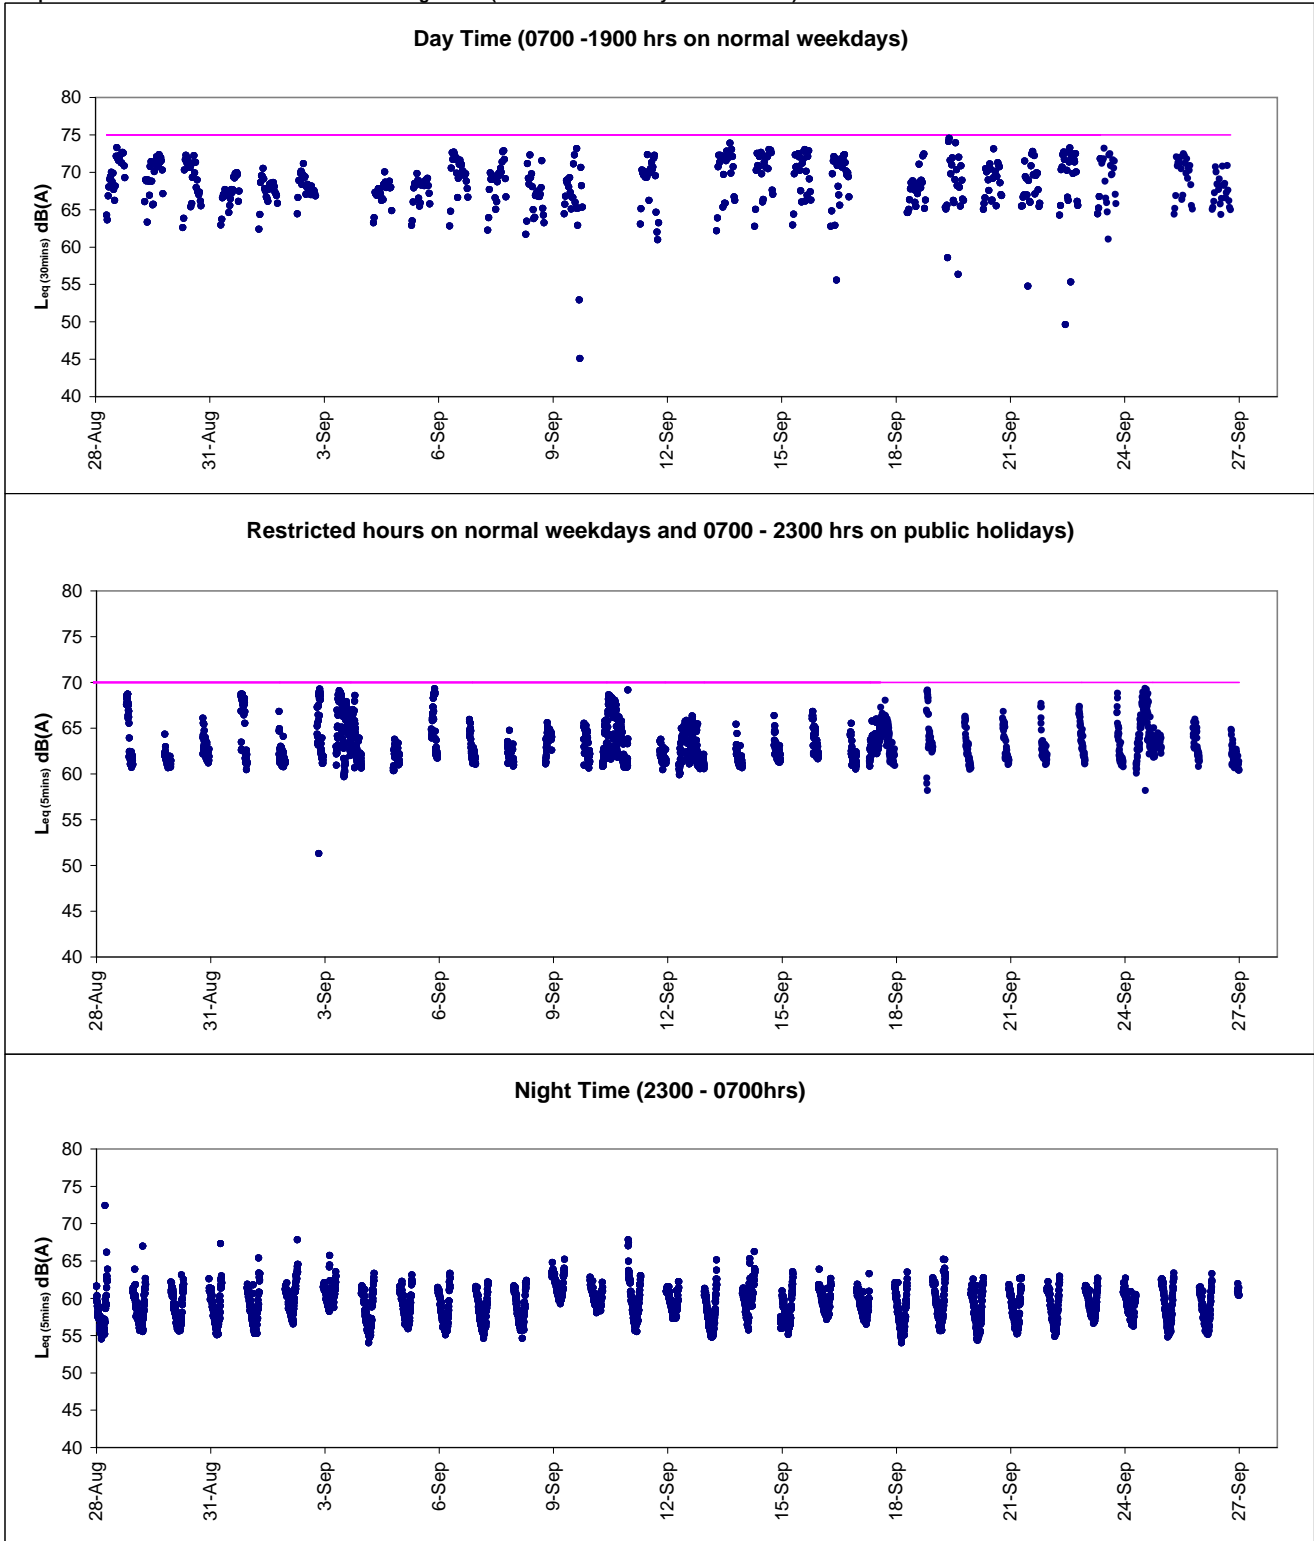 Day Time (0700 -1900 hrs on normal weekdays)
80
75
70
65
60
55
50
45
40
Leq (30mins) dB(A)
28-Aug
31-Aug
3-Sep
6-Sep
9-Sep
12-Sep
15-Sep
18-Sep
21-Sep
24-Sep
27-Sep
Restricted hours on normal weekdays and 0700 - 2300 hrs on public holidays)
80
75
70
65
60
55
50
45
40
Leq (5mins) dB(A)
28-Aug
31-Aug
3-Sep
6-Sep
9-Sep
12-Sep
15-Sep
18-Sep
21-Sep
24-Sep
27-Sep
Night Time (2300 - 0700hrs)
80
75
70
65
60
55
50
45
40
Leq (5mins) dB(A)
28-Aug
31-Aug
3-Sep
6-Sep
9-Sep
12-Sep
15-Sep
18-Sep
21-Sep
24-Sep
27-Sep